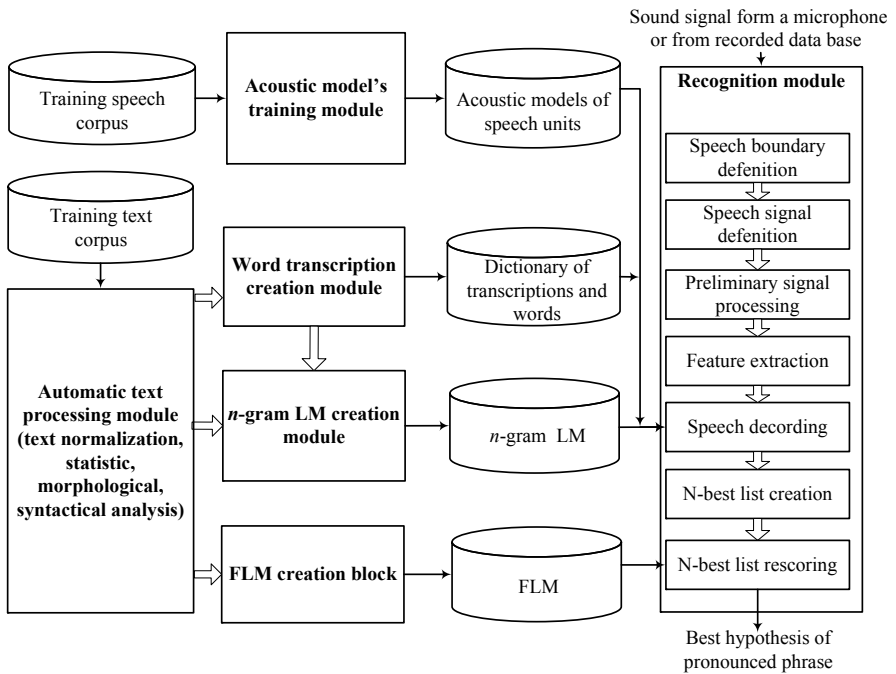 Sound signal form a microphone
or from recorded data base
Training speech
corpus
Acoustic model's
training module
Acoustic models of
speech units
Training text
corpus
Word transcription
creation module
Dictionary of
transcriptions and
words
Automatic text
processing module
(text normalization,
statistic,
morphological,
syntactical analysis)
n-gram LM creation
module
n-gram LM
FLM creation block
FLM
Recognition module
Speech boundary
defenition
Speech signal
defenition
Preliminary signal
processing
Feature extraction
Speech decording
N-best list creation
N-best list rescoring
Best hypothesis of
pronounced phrase